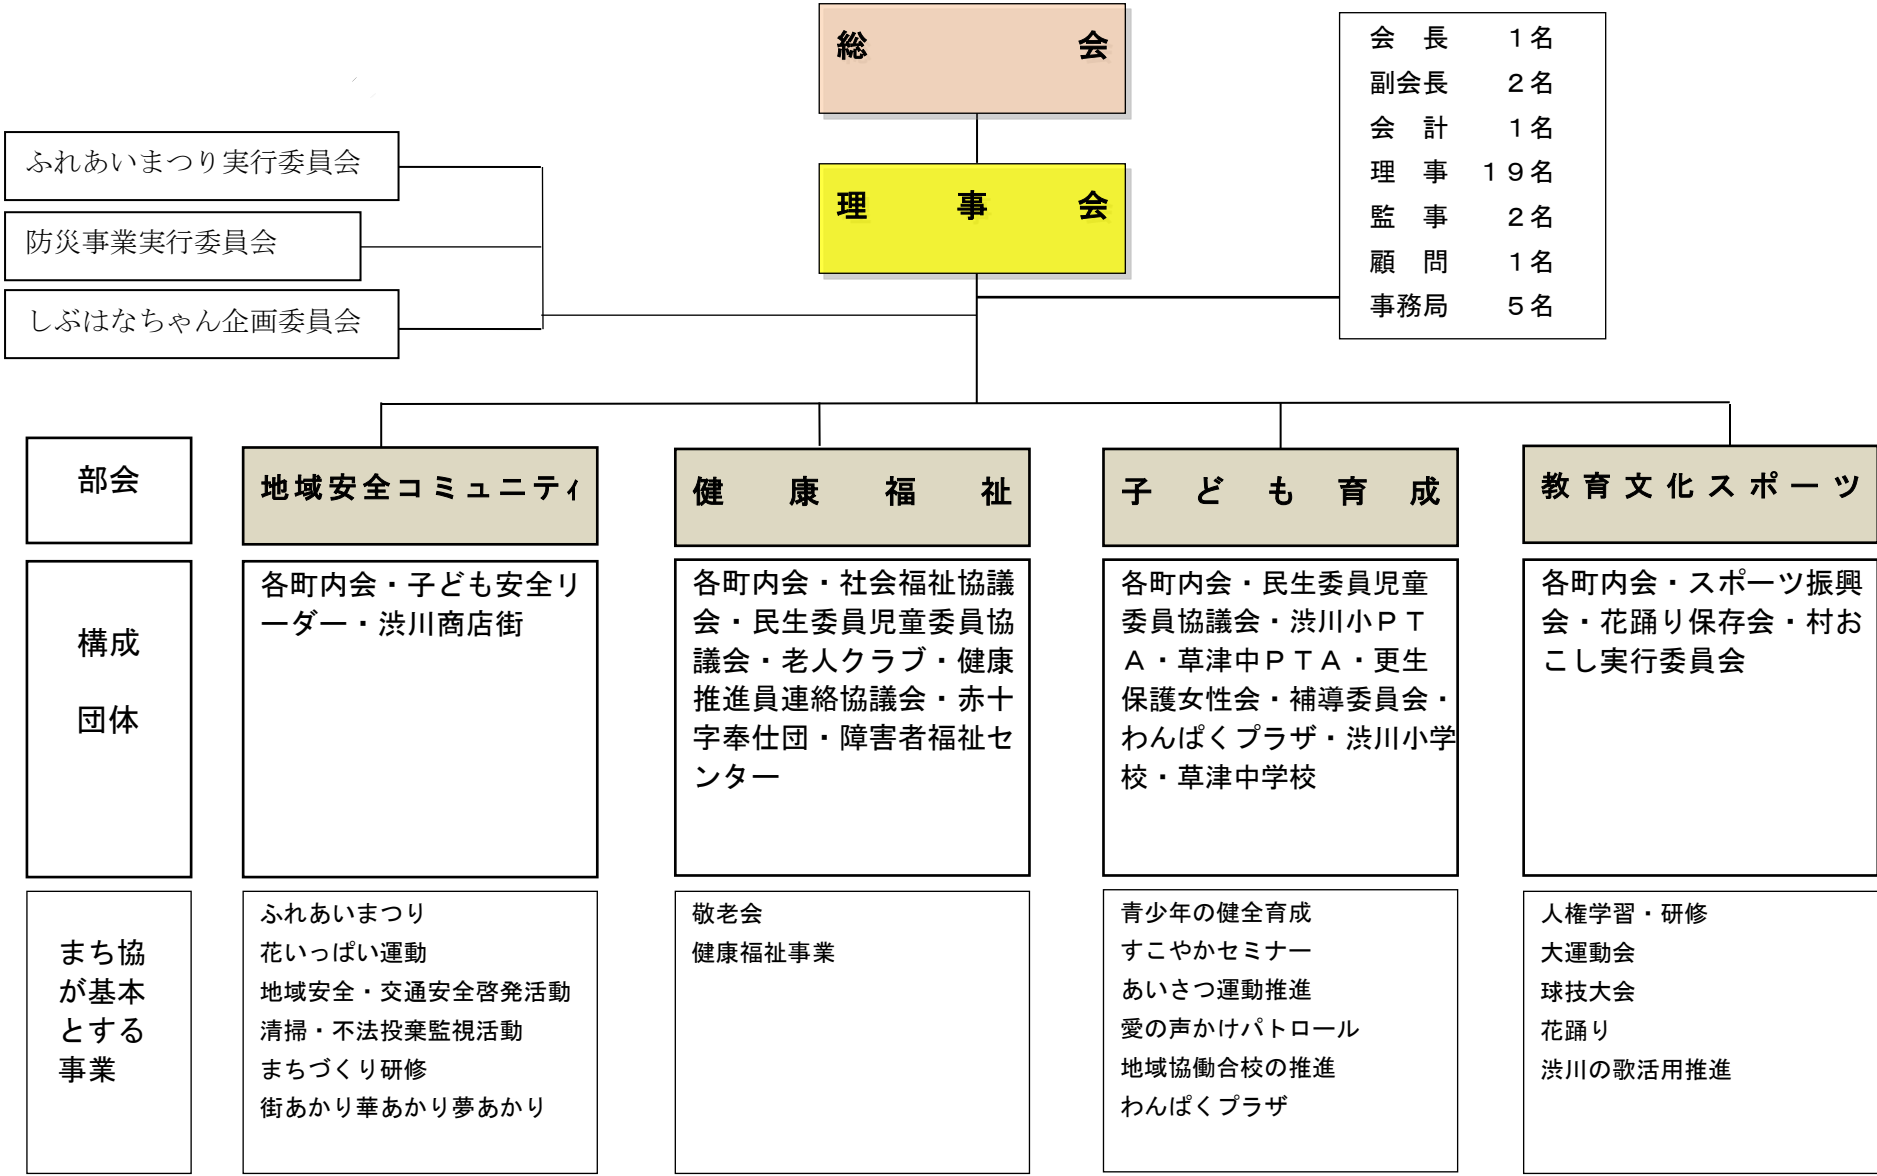 総会
会長 1名
副会長 2名
会計 1名
理事 19名
監事 2名
顧問 1名
事務局 5名
理事会
ふれあいまつり実行委員会
防災事業実行委員会
しぶはなちゃん企画委員会
部会
地域安全コミュニティ
健康福祉
子ども育成
教育文化スポーツ
構成
団体
各町内会・子ども安全リ
ーダー・渋川商店街
各町内会・社会福祉協議
会・民生委員児童委員協
議会・老人クラブ・健康
推進員連絡協議会・赤十
字奉仕団・障害者福祉セ
ンター
各町内会・民生委員児童
委員協議会・渋川小PT
A・草津中PTA・更生
保護女性会・補導委員会・
わんぱくプラザ・渋川小学
校・草津中学校
各町内会・スポーツ振興
会・花踊り保存会・村お
こし実行委員会
まち協
が基本
とする
事業
ふれあいまつり
花いっぱい運動
地域安全・交通安全啓発活動
清掃・不法投棄監視活動
まちづくり研修
街あかり華あかり夢あかり
敬老会
健康福祉事業
青少年の健全育成
すこやかセミナー
あいさつ運動推進
愛の声かけパトロール
地域協働合校の推進
わんぱくプラザ
人権学習・研修
大運動会
球技大会
花踊り
渋川の歌活用推進